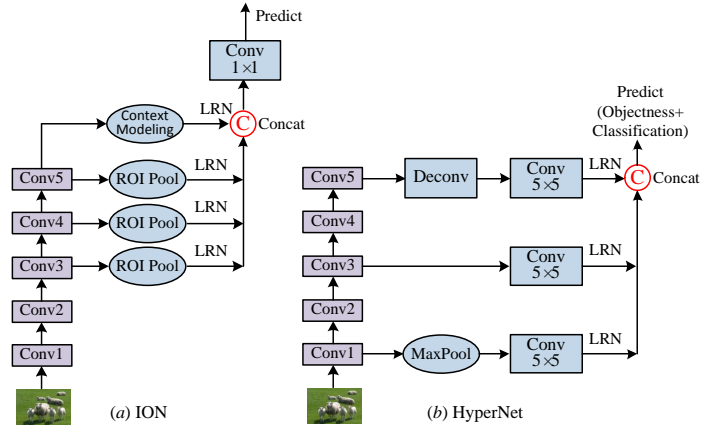 Predict
Conv
1×1
LRN
Context
Modeling
C Concat
Conv5
ROI Pool
LRN
Conv4
ROI Pool
LRN
Conv3
ROI Pool
LRN
Conv2
Conv1
(a) ION
Predict
(Objectness+
Classification)
Conv5
Deconv
Conv
5×5
LRN
C Concat
Conv4
Conv3
Conv
5×5
LRN
Conv2
Conv1
MaxPool
Conv
5×5
LRN
(b) HyperNet